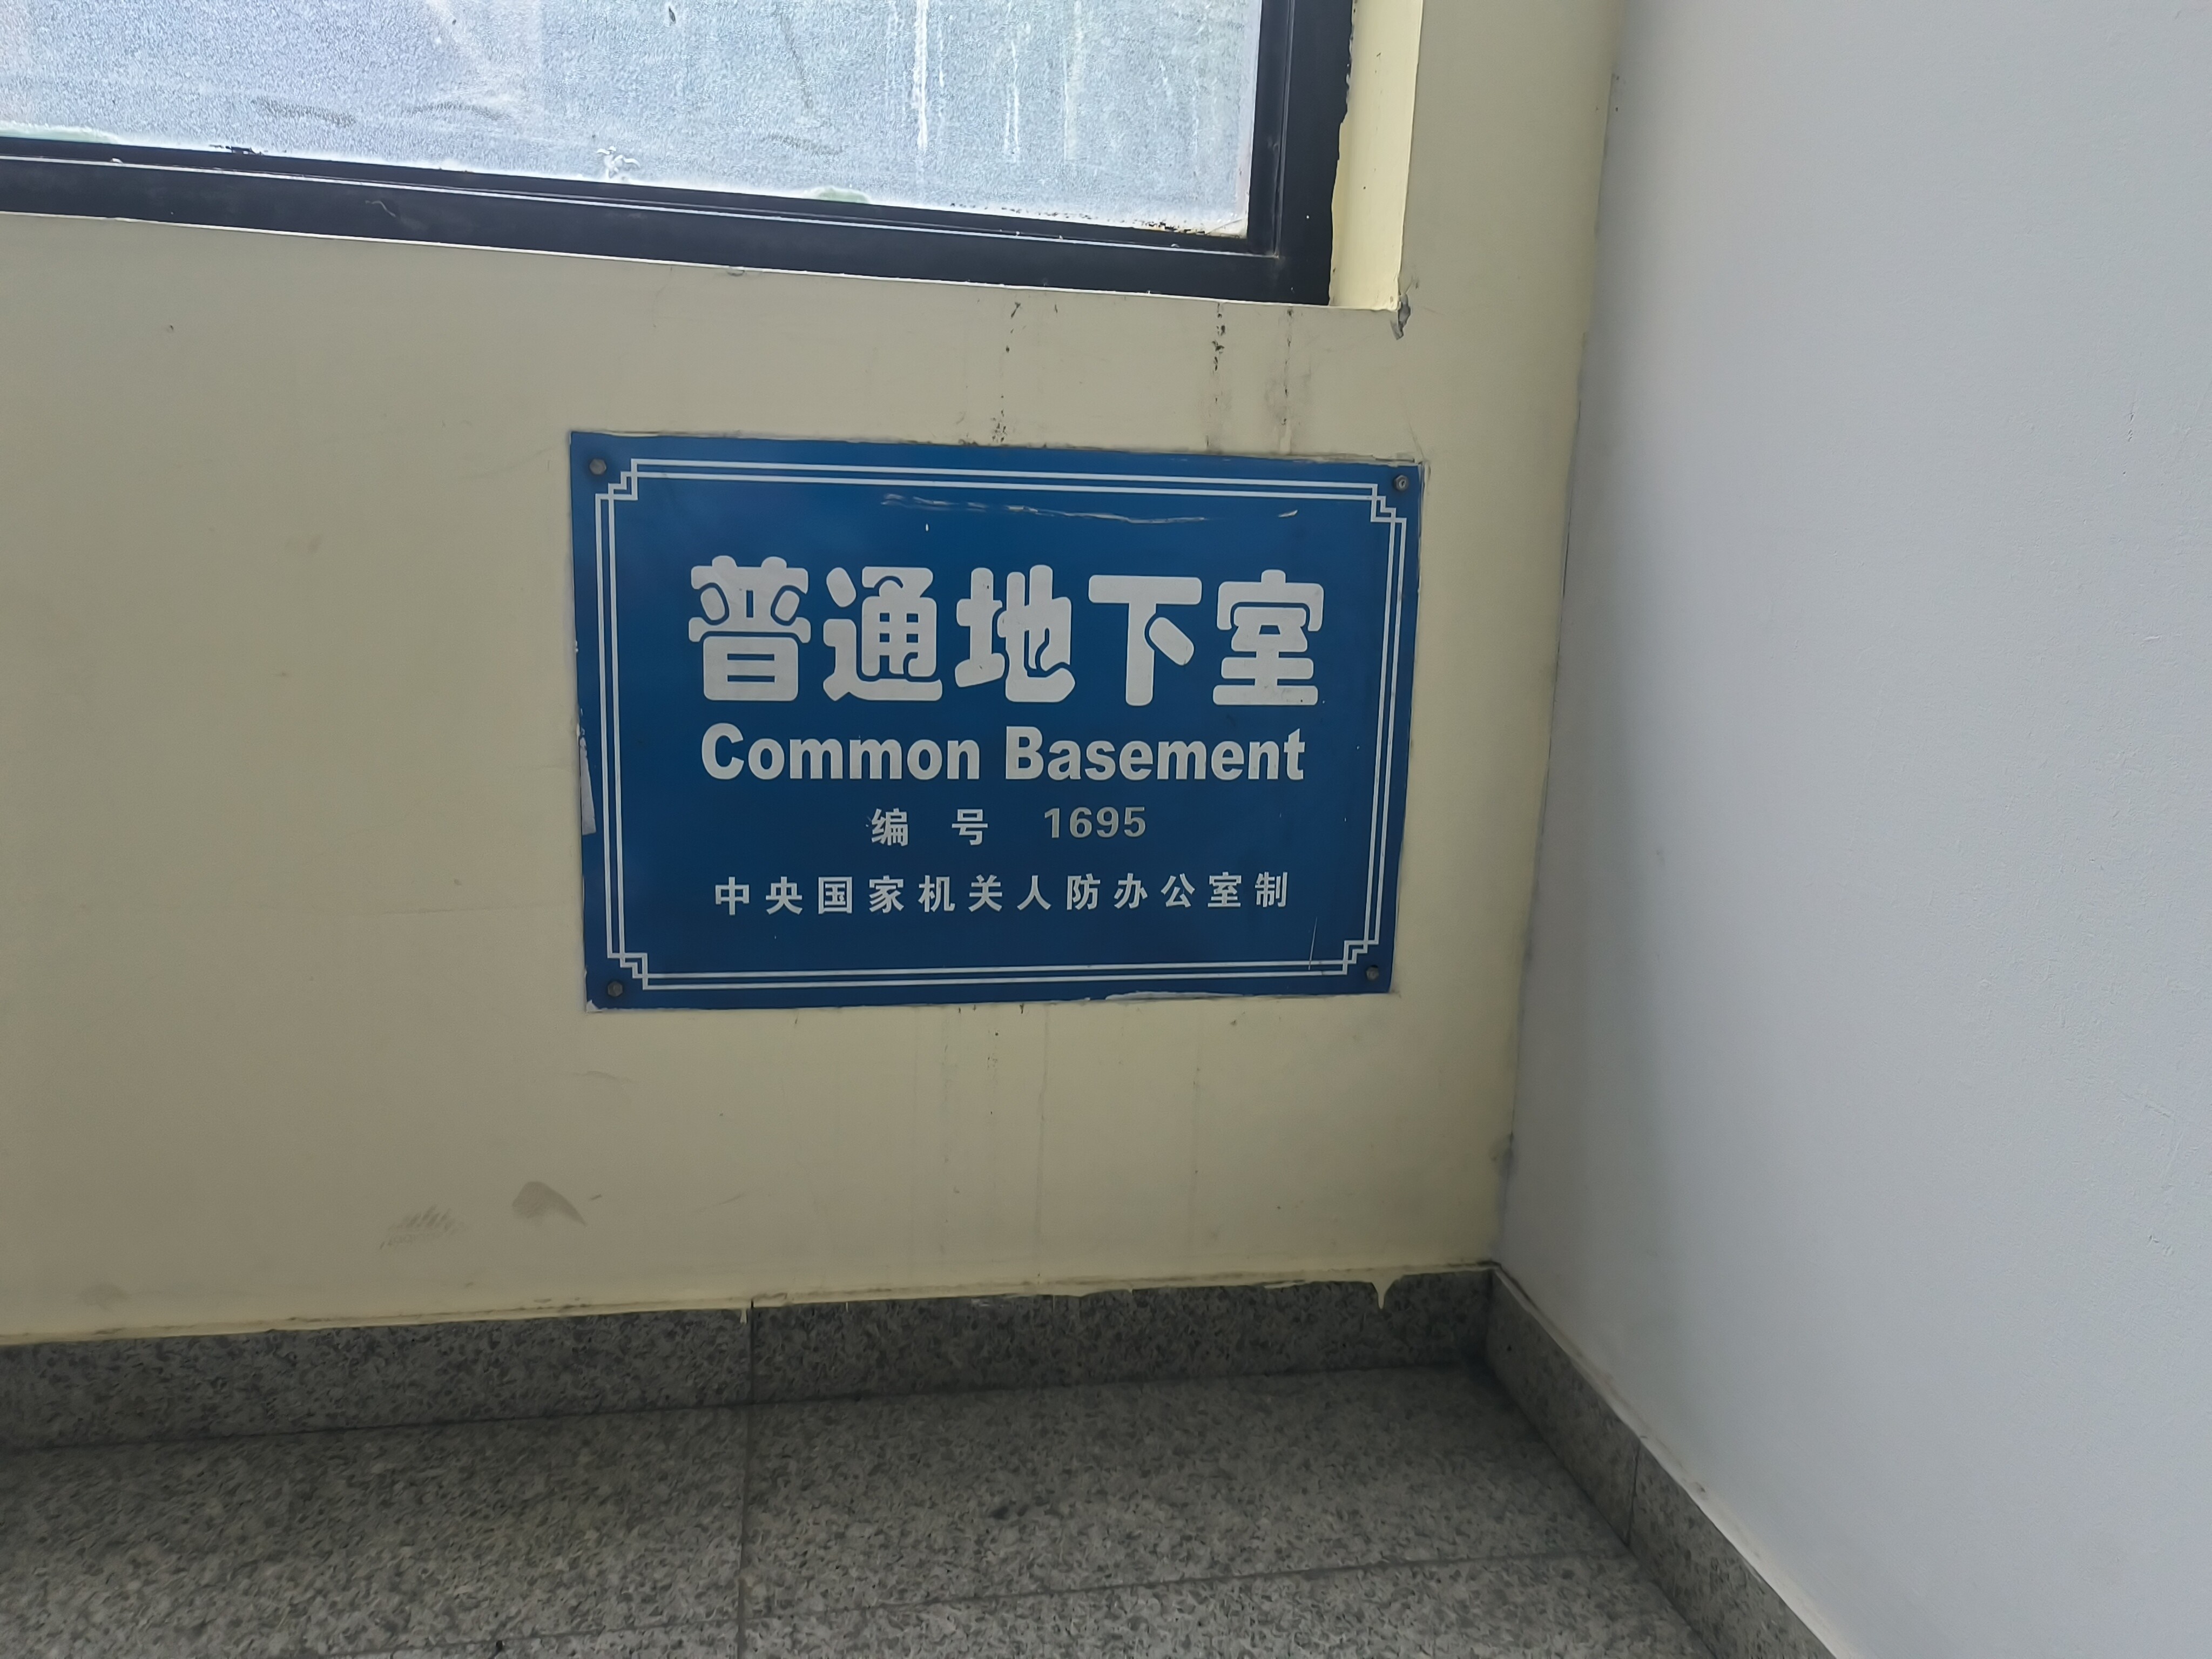 普通地下室
Common Basement
编 号 1695
中央国家机关人防办公室制